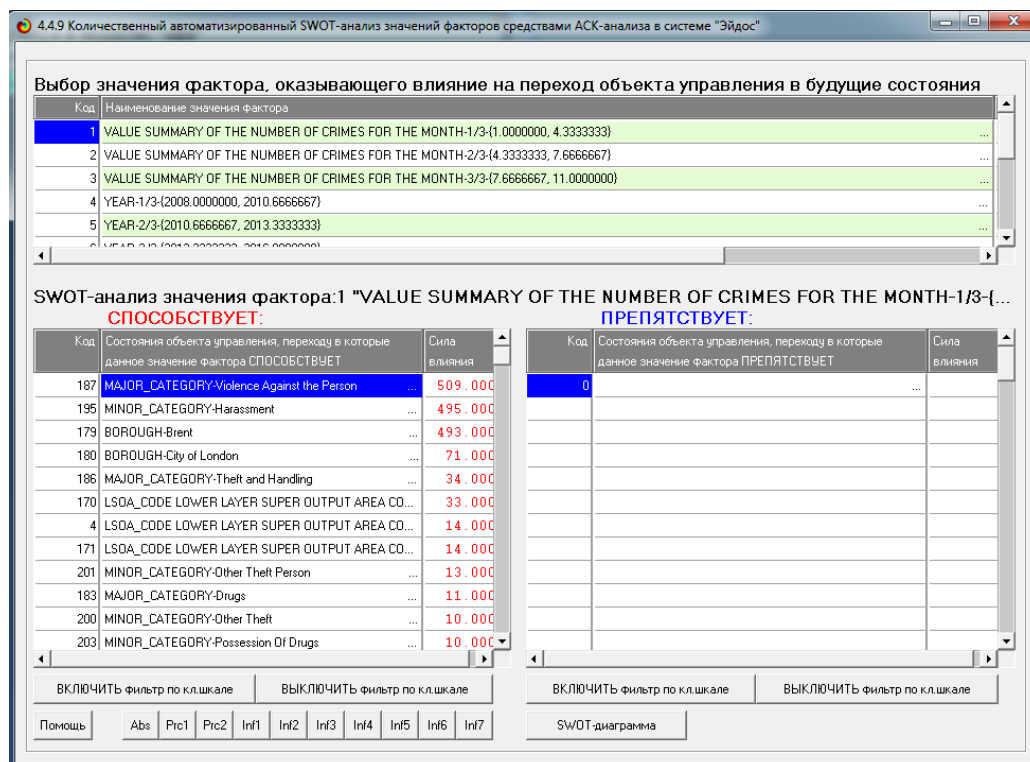 4.4.9 Количественный автоматизированный SWOT-анализ значений факторов средствами АСК-анализа в системе "Эйдос"
Выбор значения фактора, оказывающего влияние на переход объекта управления в будущие состояния
Код Наименование значения фактора
1 VALUE SUMMARY OF THE NUMBER OF CRIMES FOR THE MONTH-1/3-{1.0000000, 4.3333333} ...
2 VALUE SUMMARY OF THE NUMBER OF CRIMES FOR THE MONTH-2/3-{4.3333333, 7.6666667} ...
3 VALUE SUMMARY OF THE NUMBER OF CRIMES FOR THE MONTH-3/3-{7.6666667, 11.0000000} ...
4 YEAR-1/3-{2008.0000000, 2010.6666667} ...
5 YEAR-2/3-{2010.6666667, 2013.3333333} ...
6 YEAR-3/3-{2013.3333333, 2016.0000000} ...
SWOT-анализ значения фактора:1 "VALUE SUMMARY OF THE NUMBER OF CRIMES FOR THE MONTH-1/3-{...
СПОСОБСТВУЕТ: ПРЕПЯТСТВУЕТ:
Код Состояния объекта управления, переходу в которые Сила Код Состояния объекта управления, переходу в которые Сила
данное значение фактора СПОСОБСТВУЕТ влияния данное значение фактора ПРЕПЯТСТВУЕТ влияния
187 MAJOR_CATEGORY-Violence Against the Person ... 509.000 0 ...
195 MINOR_CATEGORY-Harassment ... 495.000
179 BOROUGH-Brent ... 493.000
180 BOROUGH-City of London ... 71.000
186 MAJOR_CATEGORY-Theft and Handling ... 34.000
170 LSOA_CODE LOWER LAYER SUPER OUTPUT AREA CO... 33.000
4 LSOA_CODE LOWER LAYER SUPER OUTPUT AREA CO... 14.000
171 LSOA_CODE LOWER LAYER SUPER OUTPUT AREA CO... 14.000
201 MINOR_CATEGORY-Other Theft Person ... 13.000
183 MAJOR_CATEGORY-Drugs ... 11.000
200 MINOR_CATEGORY-Other Theft ... 10.000
203 MINOR_CATEGORY-Possession Of Drugs ... 10.000
ВКЛЮЧИТЬ фильтр по кл.шкале ВЫКЛЮЧИТЬ фильтр по кл.шкале ВКЛЮЧИТЬ фильтр по кл.шкале ВЫКЛЮЧИТЬ фильтр по кл.шкале
Помощь Abs Prc1 Prc2 Inf1 Inf2 Inf3 Inf4 Inf5 Inf6 Inf7 SWOT-диаграмма